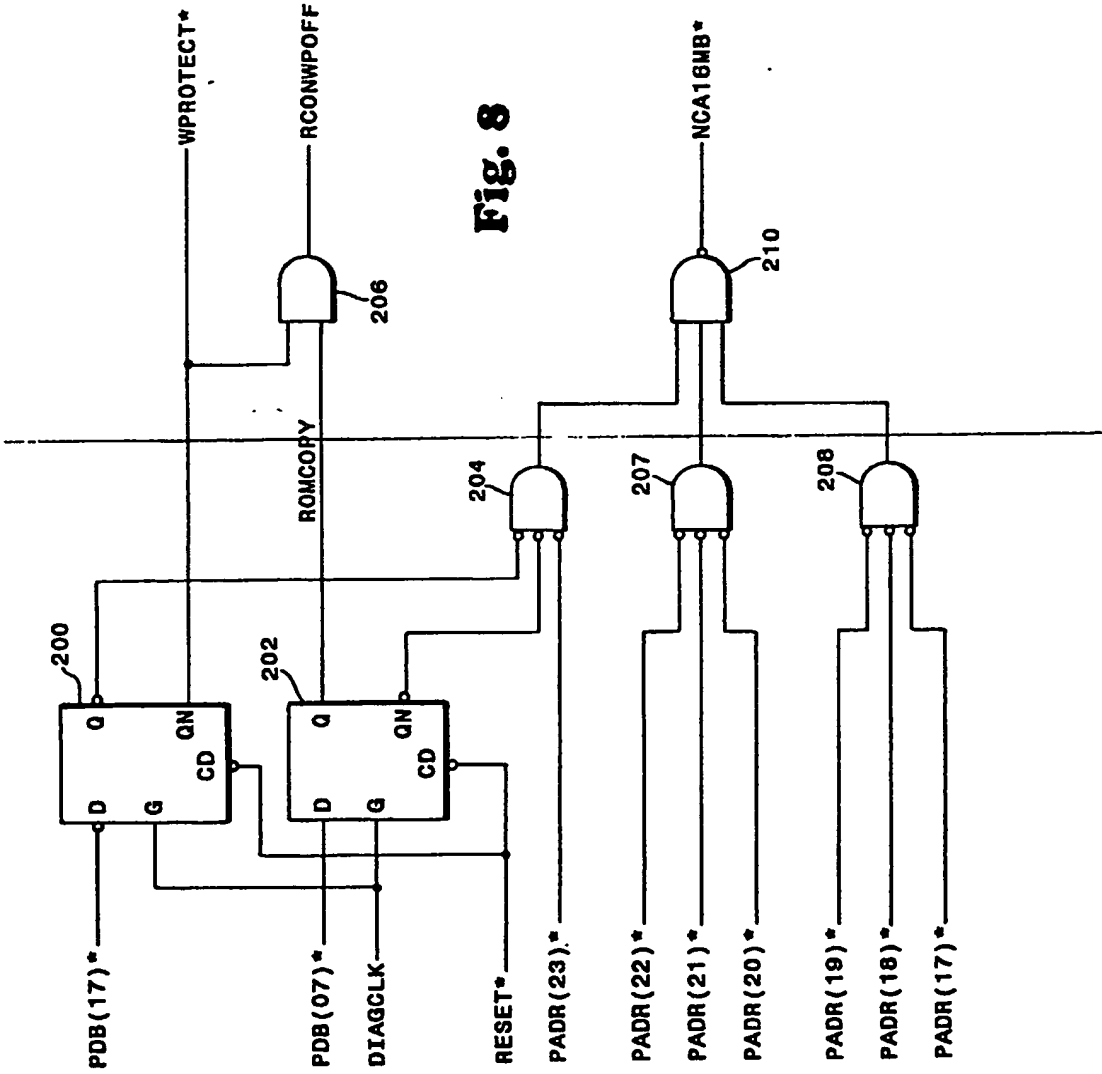 WPROTECT*
RCONWPOFF
Fig. 8
NCA16MB*
206
210
ROMCOPY
204
207
208
200
D
Q
G
QN
CD
202
D
Q
G
QN
CD
PDB(17)*
PDB(07)*
DIAGCLK
RESET*
PADR(23)*
PADR(22)*
PADR(21)*
PADR(20)*
PADR(19)*
PADR(18)*
PADR(17)*